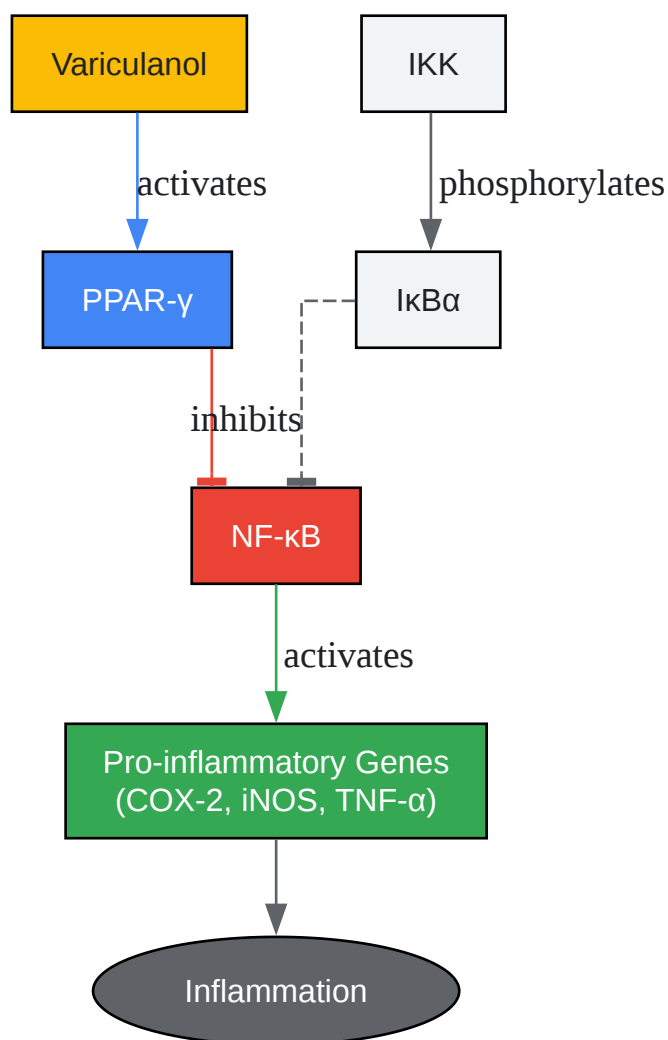 Variculanol
IKK
activates
phosphorylates
PPAR-γ
IκBα
inhibits
NF-κB
activates
Pro-inflammatory Genes
(COX-2, iNOS, TNF-α)
Inflammation